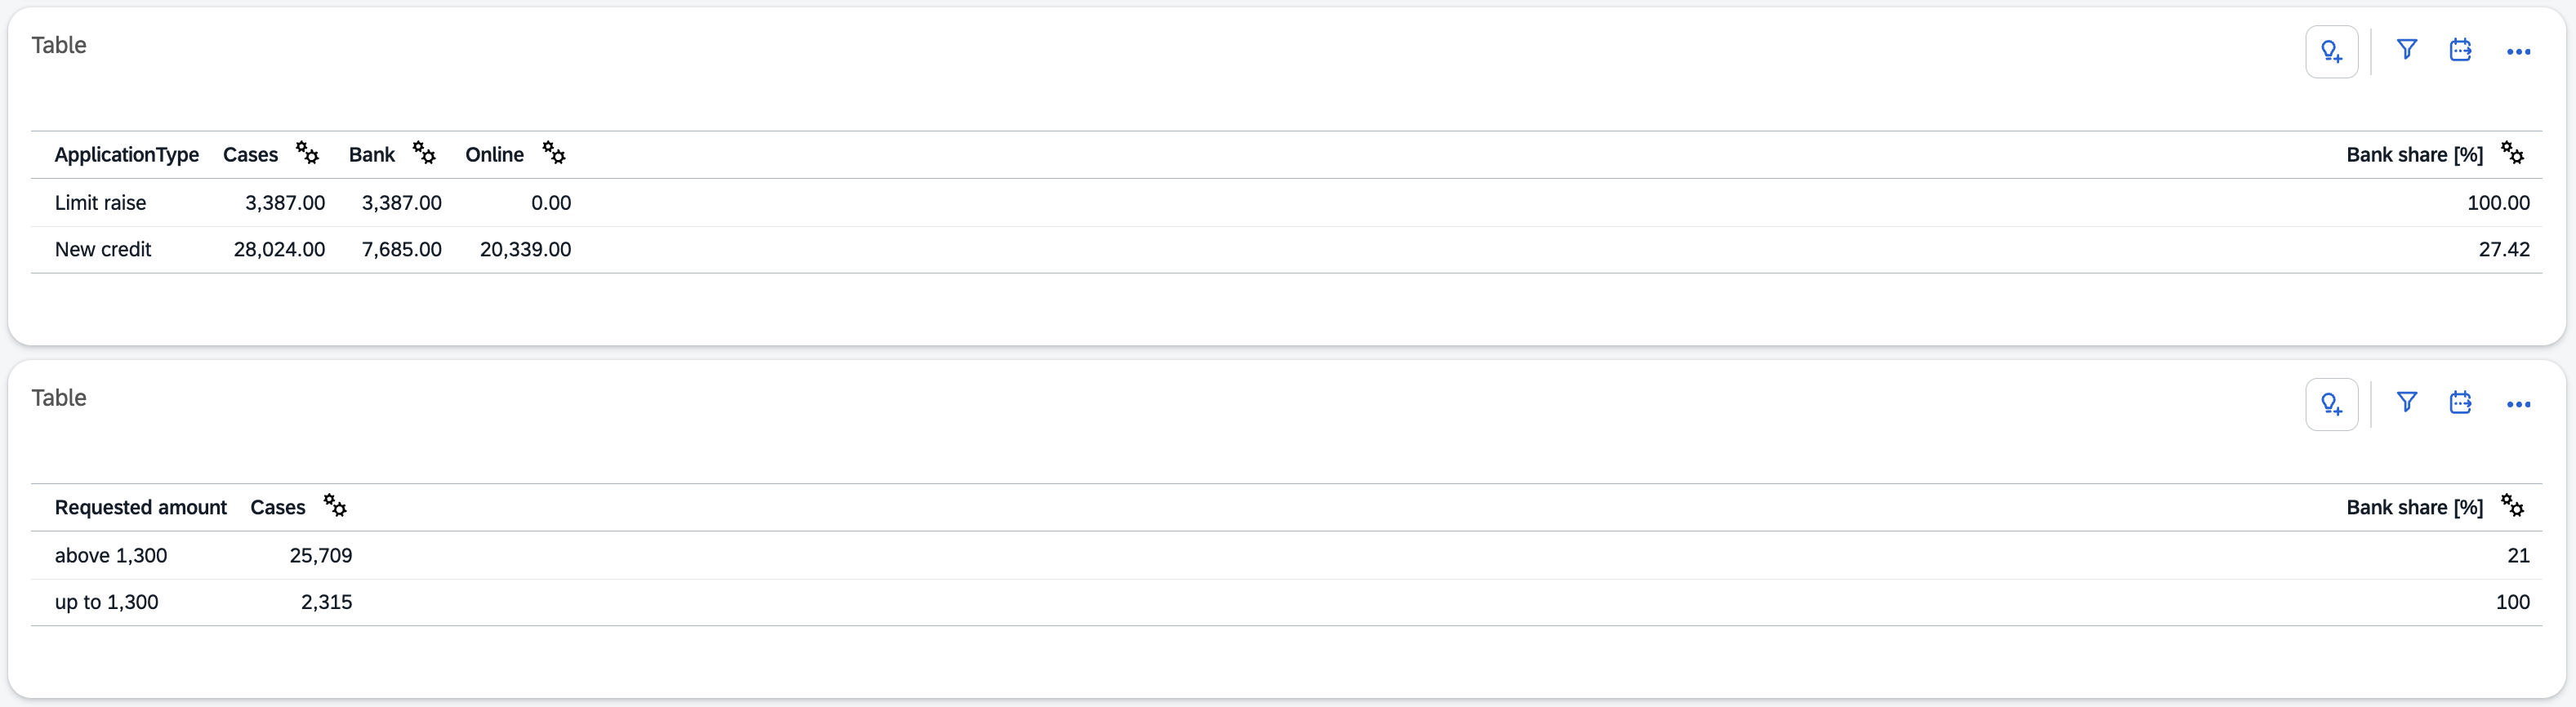 Table
ApplicationType Cases Bank Online Bank share [%]
Limit raise 3,387.00 3,387.00 0.00 100.00
New credit 28,024.00 7,685.00 20,339.00 27.42
Table
Requested amount Cases Bank share [%]
above 1,300 25,709 21
up to 1,300 2,315 100